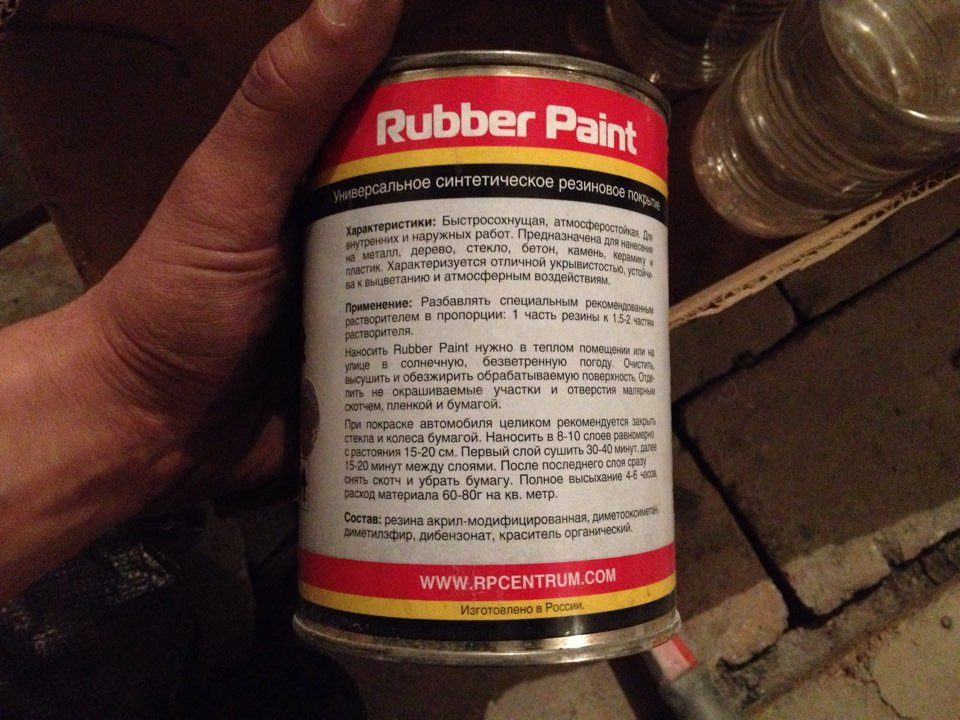 Rubber Paint
Универсальное синтетическое резиновое покрытие
Характеристики: Быстросохнущая, атмосферостойкая. Для
внутренних и наружных работ. Предназначена для нанесения
на металл, дерево, стекло, бетон, камень, керамику и
пластик. Характеризуется отличной укрывистостью, устойчи-
ва к выцветанию и атмосферным воздействиям.
Применение: Разбавлять специальным рекомендованным
растворителем в пропорции: 1 часть резины к 1.5-2 частям
растворителя.
Наносить Rubber Paint нужно в теплом помещении или на
улице в солнечную, безветренную погоду. Очистить,
высушить и обезжирить обрабатываемую поверхность. Отде-
лить не окрашиваемые участки и отверстия малярным
скотчем, пленкой и бумагой.
При покраске автомобиля целиком рекомендуется закрыть
стекла и колеса бумагой. Наносить в 8-10 слоев равномерно
с растояния 15-20 см. Первый слой сушить 30-40 минут, далее
15-20 минут между слоями. После последнего слоя сразу
снять скотч и убрать бумагу. Полное высыхание 4-6 часов,
расход материала 60-80г на кв. метр.
Состав: резина акрил-модифицированная, диметооксиметан,
диметилэфир, дибензонат, краситель органический.
WWW.RPCENTRUM.COM
Изготовлено в России.